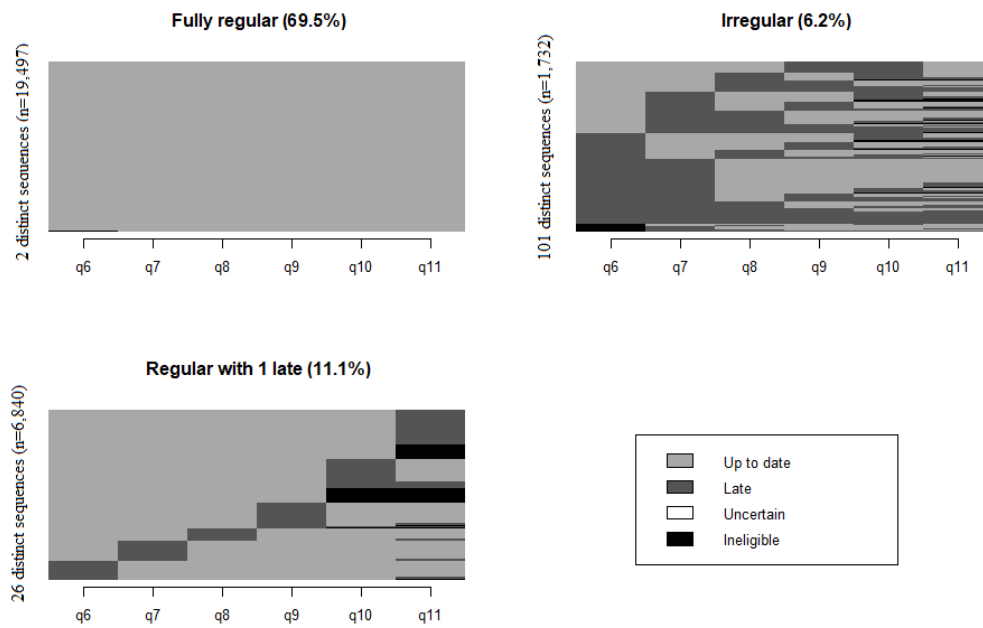 Fully regular (69.5%)
2 distinct sequences (n=19,497)
q6 q7 q8 q9 q10 q11
Irregular (6.2%)
101 distinct sequences (n=1,732)
q6 q7 q8 q9 q10 q11
Regular with 1 late (11.1%)
26 distinct sequences (n=6,840)
q6 q7 q8 q9 q10 q11
Up to date
Late
Uncertain
Ineligible